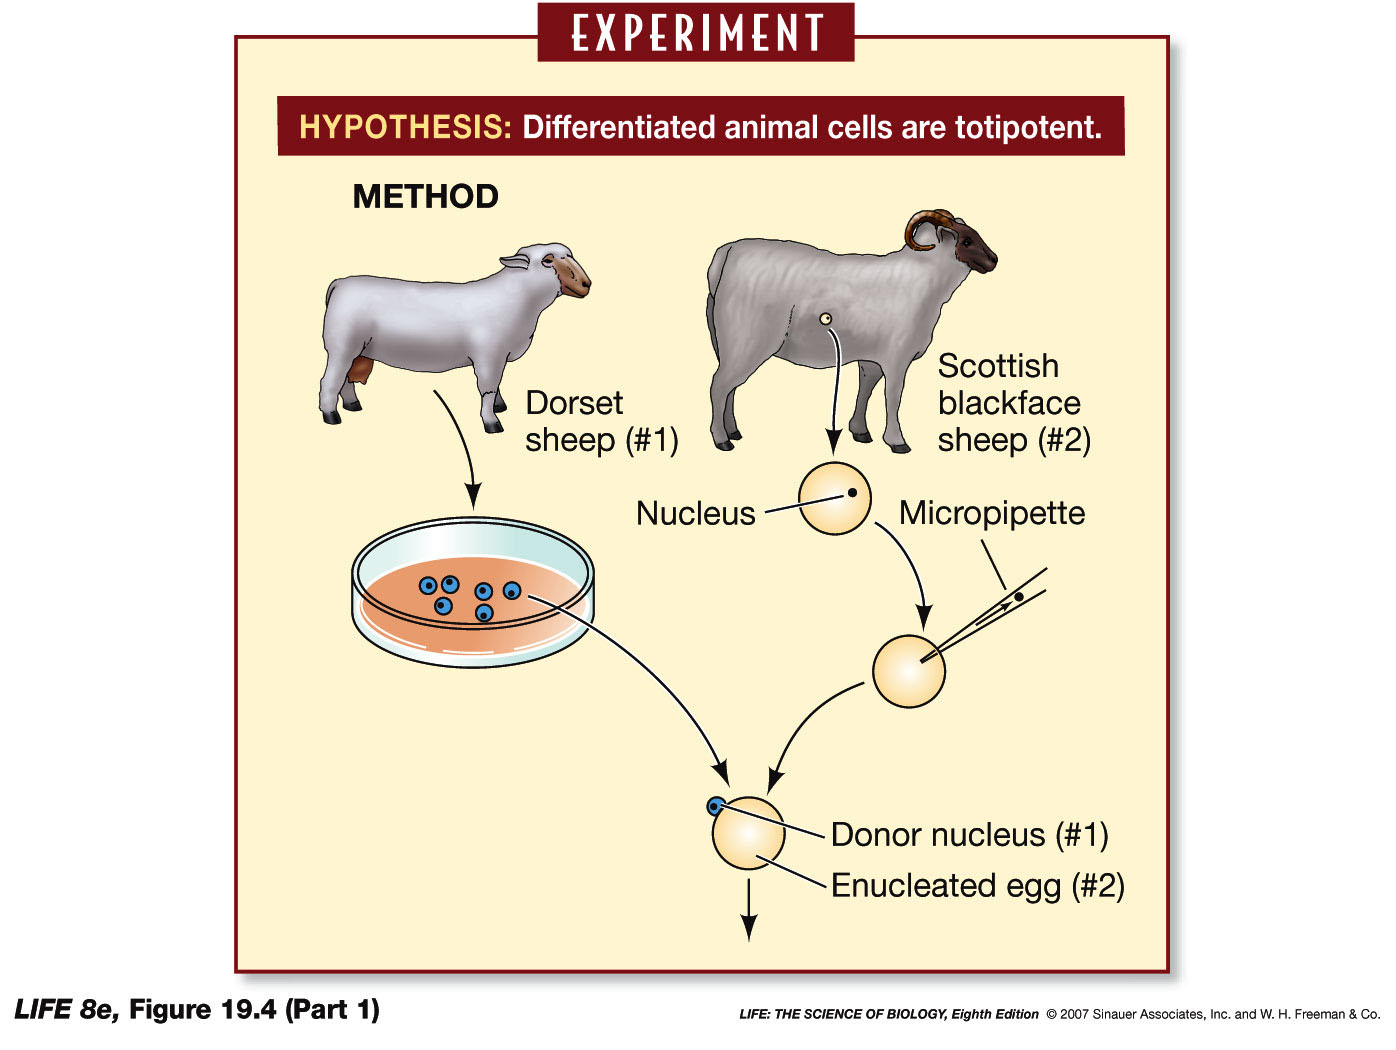 EXPERIMENT
HYPOTHESIS: Differentiated animal cells are totipotent.
METHOD
Dorset
sheep (#1)
Scottish
blackface
sheep (#2)
Nucleus
Micropipette
Donor nucleus (#1)
Enucleated egg (#2)
LIFE 8e, Figure 19.4 (Part 1)
LIFE: THE SCIENCE OF BIOLOGY, Eighth Edition © 2007 Sinauer Associates, Inc. and W. H. Freeman & Co.